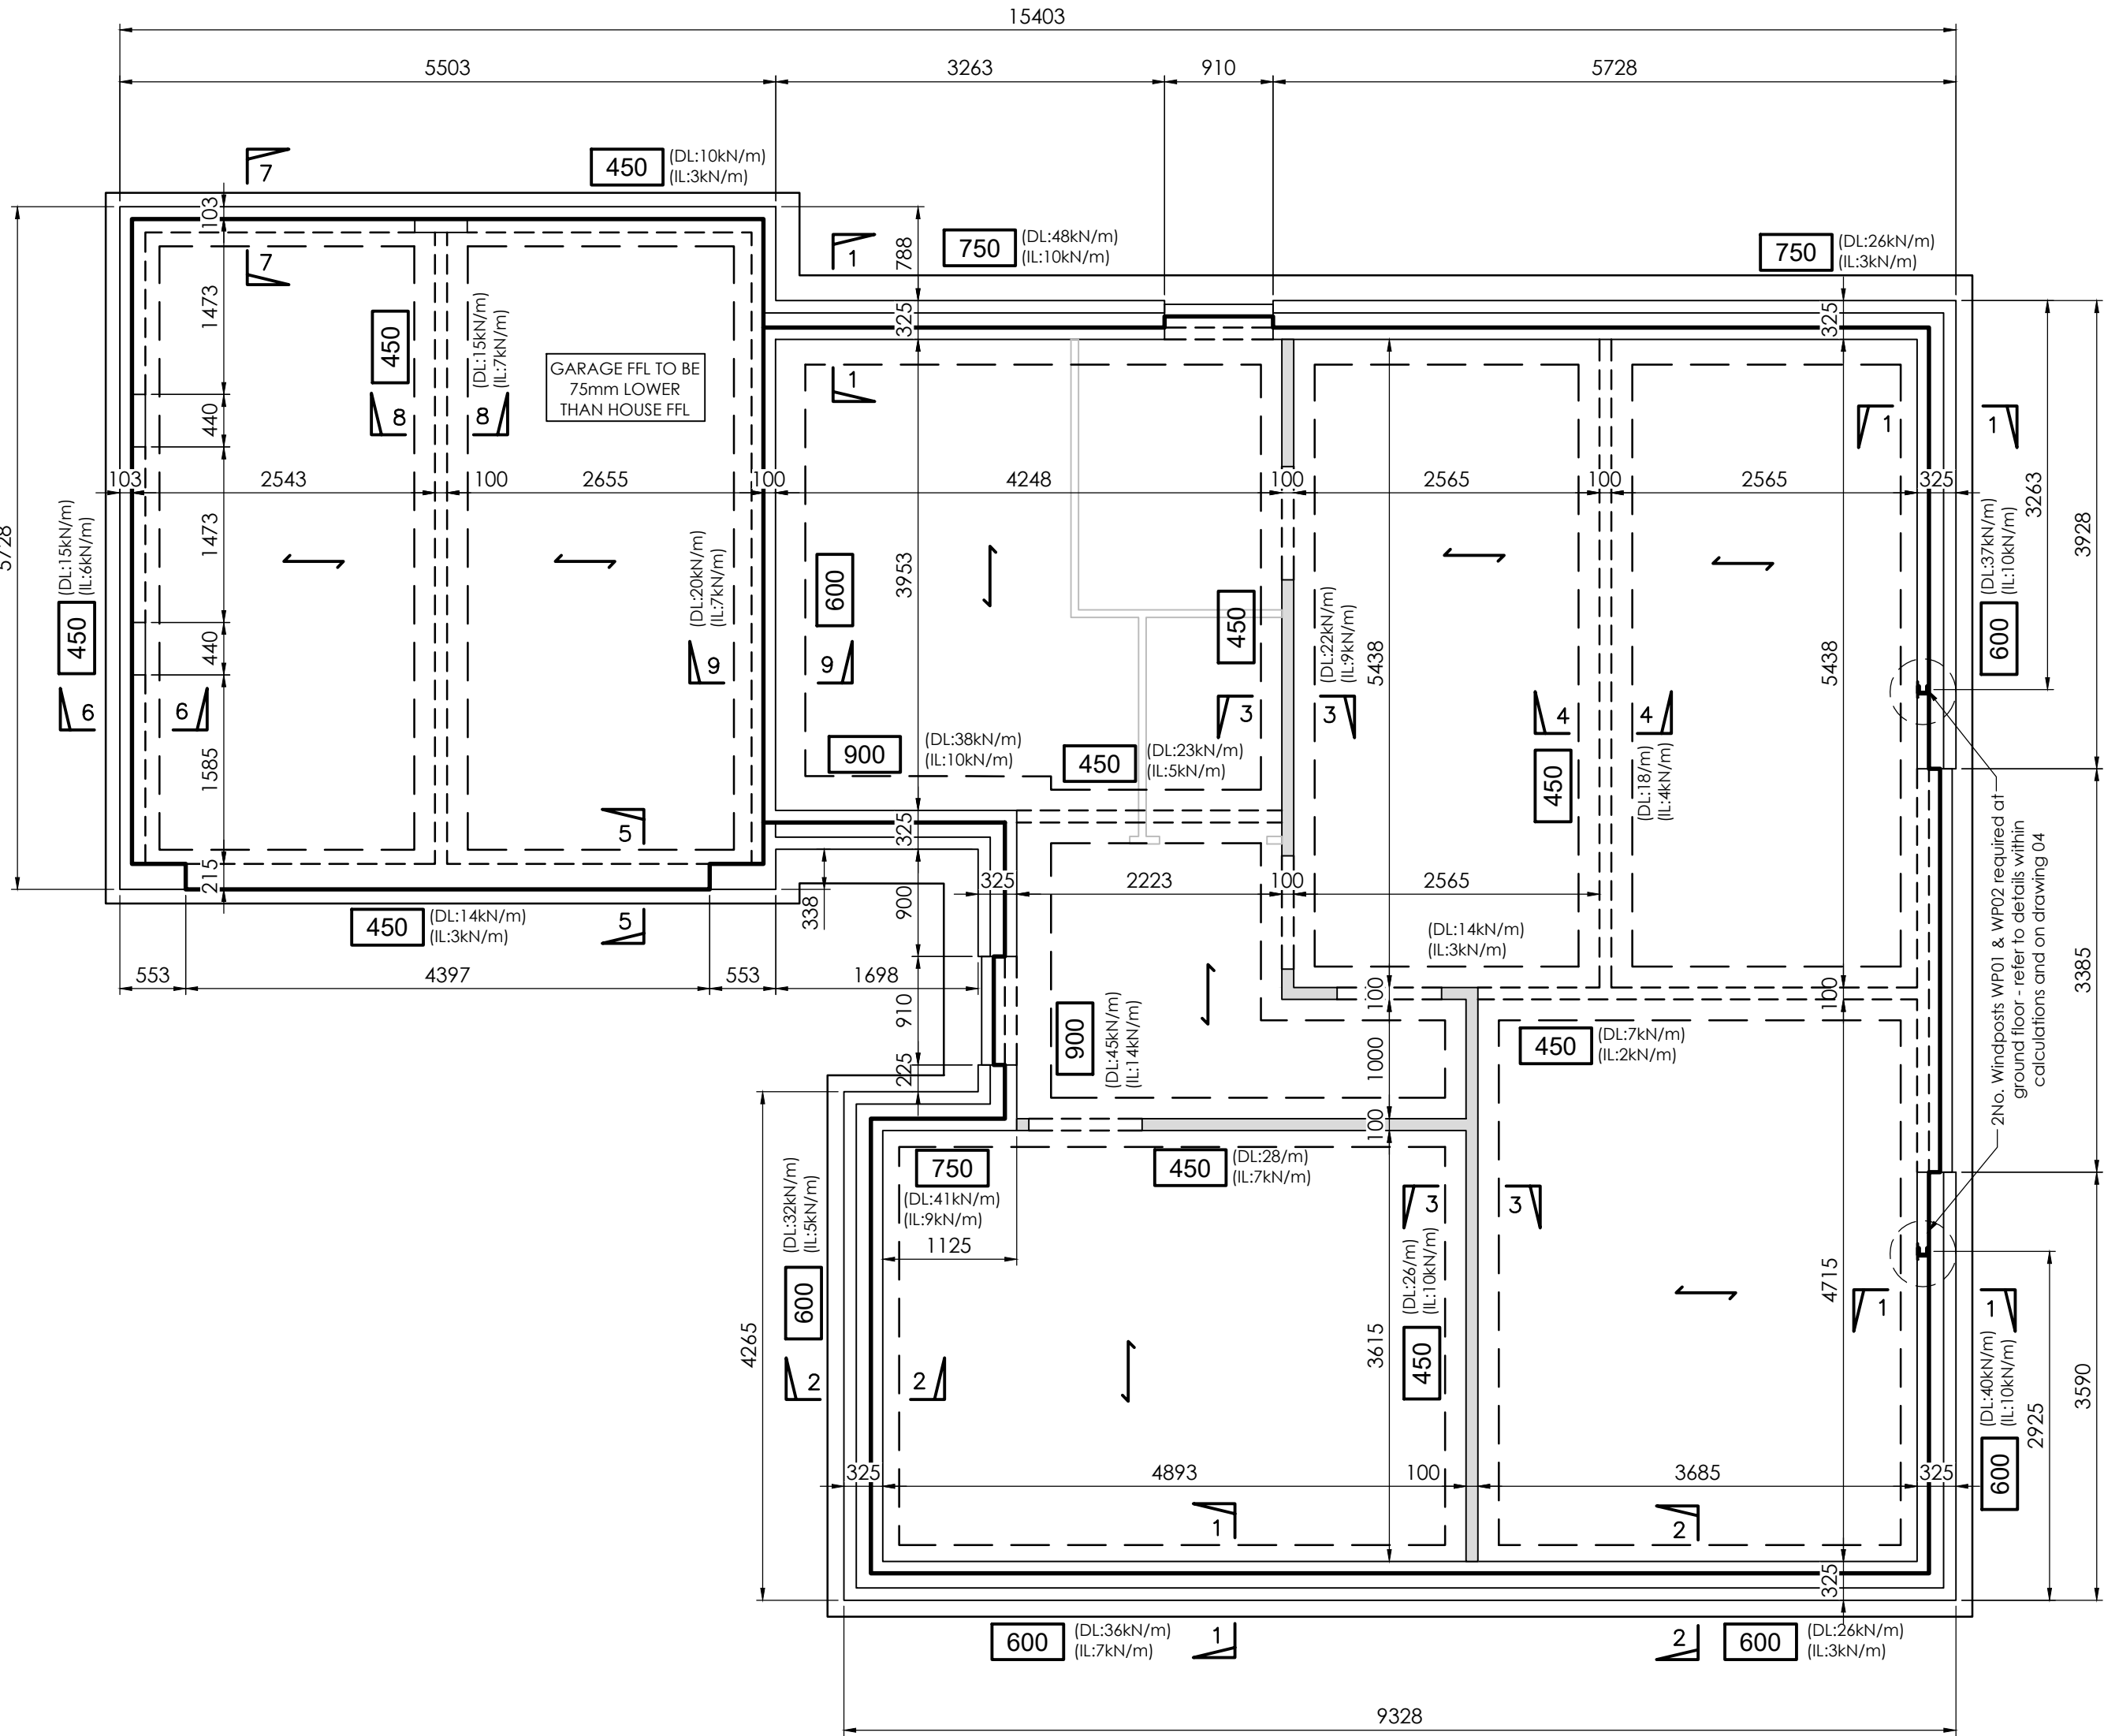 15403
5503
3263
910
5728
7
450
(DL:10kN/m)
(IL:3kN/m)
103
788
1
750
(DL:48kN/m)
(IL:10kN/m)
750
(DL:26kN/m)
(IL:3kN/m)
7
1473
325
325
450
(DL:15kN/m)
(IL:7kN/m)
GARAGE FFL TO BE
75mm LOWER
THAN HOUSE FFL
1
8
8
440
1
1
103
2543
100
2655
100
4248
100
2565
100
2565
325
3263
3928
5728
(DL:15kN/m)
(IL:6kN/m)
450
1473
(DL:20kN/m)
(IL:7kN/m)
600
3953
450
(DL:22kN/m)
(IL:9kN/m)
5438
5438
(DL:37kN/m)
(IL:10kN/m)
600
440
9
9
6
6
3
3
4
4
1585
900
(DL:38kN/m)
(IL:10kN/m)
450
(DL:23kN/m)
(IL:5kN/m)
450
(DL:18/m)
(IL:4kN/m)
5
325
2No. Windposts WP01 & WP02 required at
ground floor - refer to details within
calculations and on drawing 04
215
338
900
325
2223
100
2565
450
(DL:14kN/m)
(IL:3kN/m)
5
(DL:14kN/m)
(IL:3kN/m)
3385
553
4397
553
1698
910
100
100
900
(DL:45kN/m)
(IL:14kN/m)
1000
450
(DL:7kN/m)
(IL:2kN/m)
225
100
4265
(DL:32kN/m)
(IL:5kN/m)
600
750
(DL:41kN/m)
(IL:9kN/m)
450
(DL:28/m)
(IL:7kN/m)
3
3
1125
(DL:26/m)
(IL:10kN/m)
450
3615
4715
1
1
2
2
(DL:40kN/m)
(IL:10kN/m)
600
2925
3590
325
4893
100
3685
325
1
2
325
600
(DL:36kN/m)
(IL:7kN/m)
1
2
600
(DL:26kN/m)
(IL:3kN/m)
9328